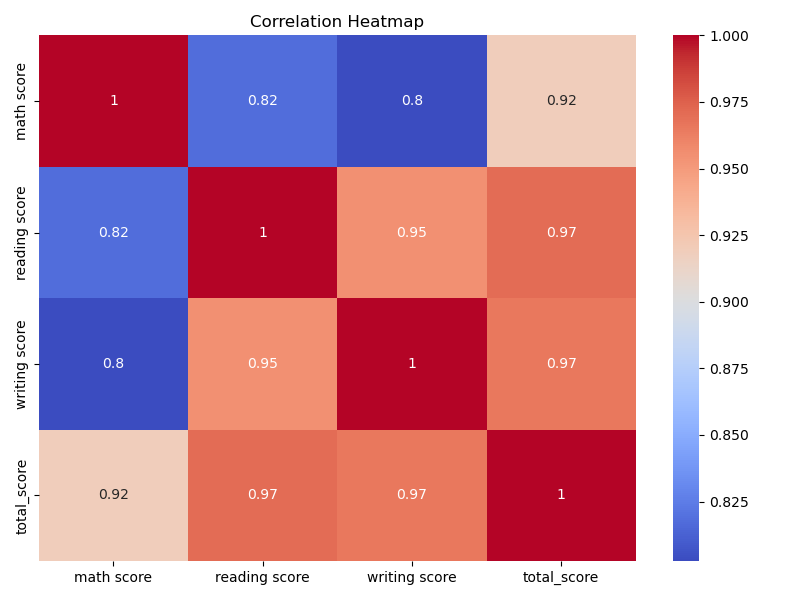 Correlation Heatmap
math score
1
0.82
0.8
0.92
reading score
0.82
1
0.95
0.97
writing score
0.8
0.95
1
0.97
total_score
0.92
0.97
0.97
1
math score
reading score
writing score
total_score
1.000
0.975
0.950
0.925
0.900
0.875
0.850
0.825